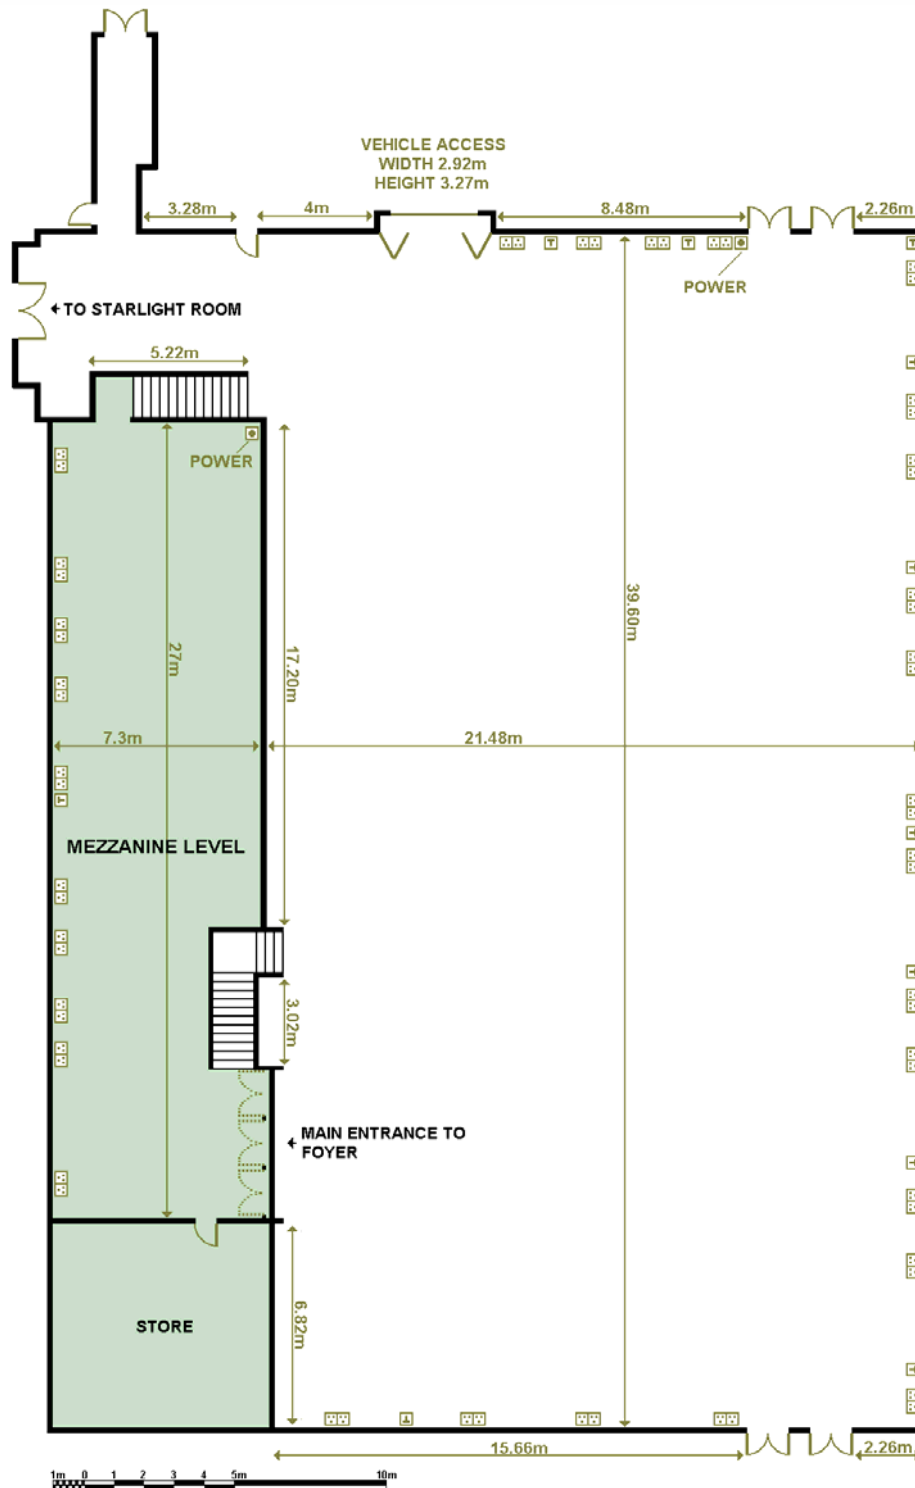 VEHICLE ACCESS
WIDTH 2.92m
HEIGHT 3.27m
3.28m
4m
8.48m
2.26m
POWER
TO STARLIGHT ROOM
5.22m
POWER
39.60m
27m
17.20m
7.3m
21.48m
MEZZANINE LEVEL
3.02m
MAIN ENTRANCE TO
FOYER
6.82m
STORE
15.66m
2.26m
1m 0 1 2 3 4 5m 10m